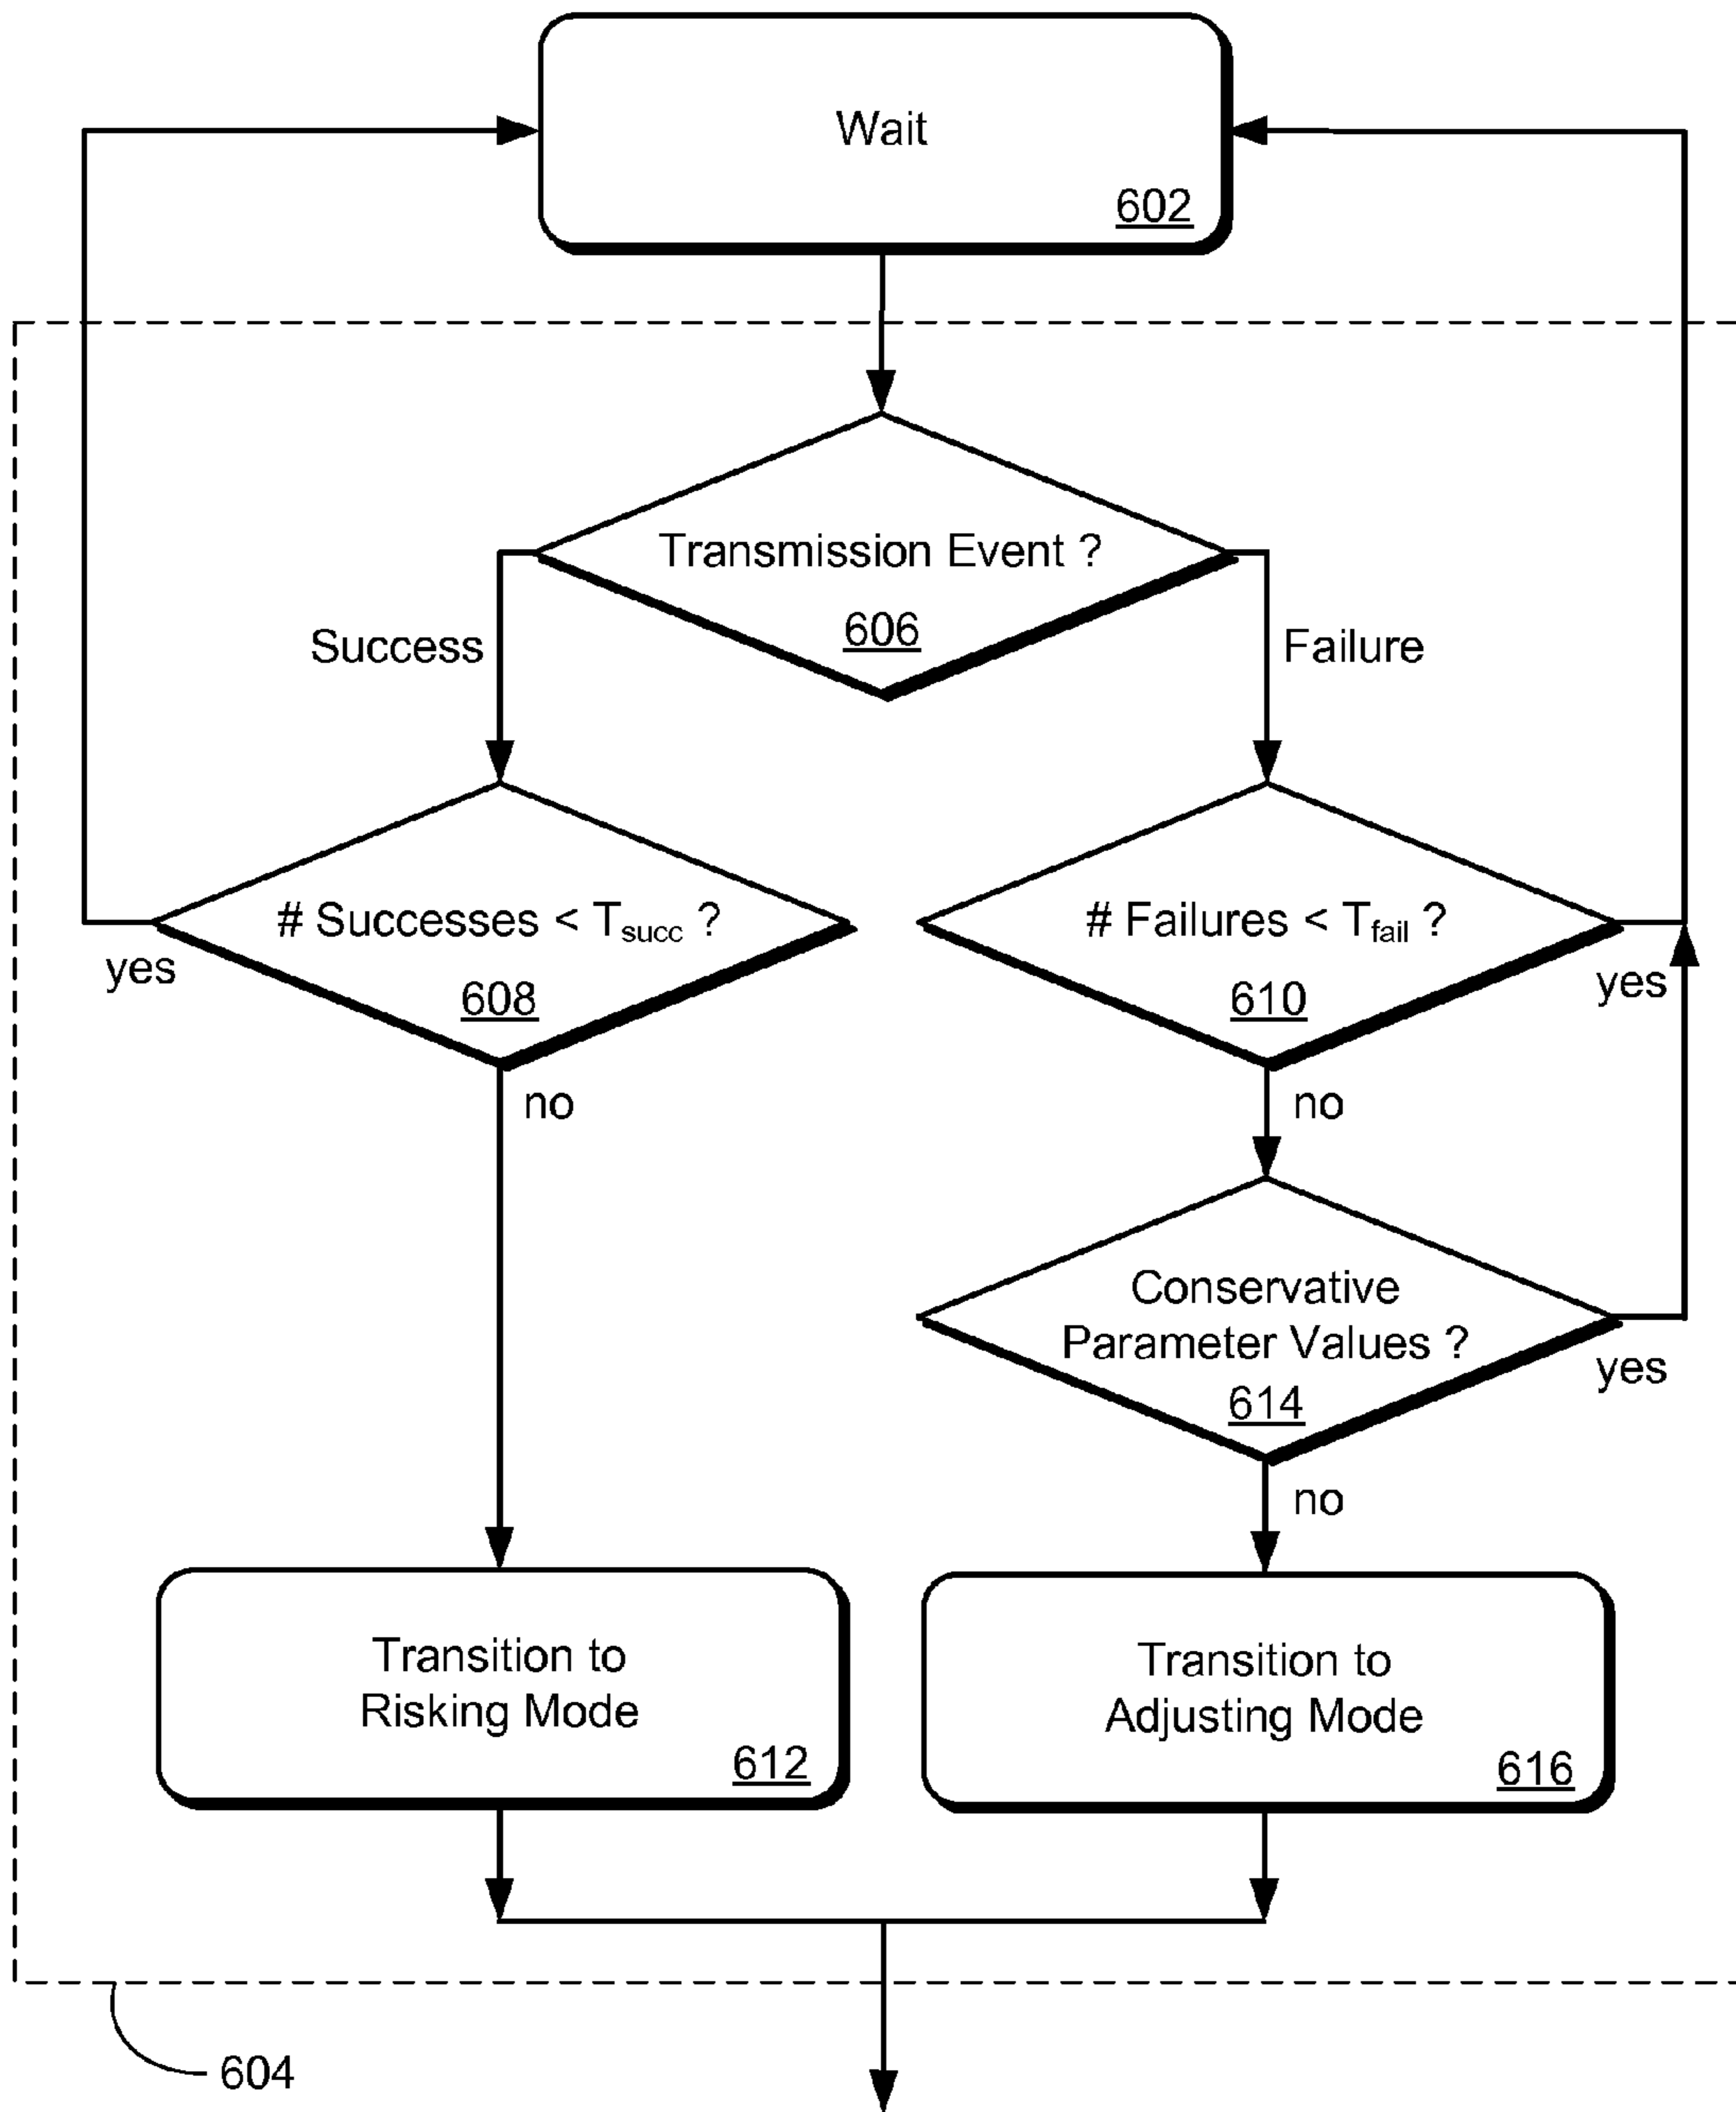 Wait
602
Transmission Event ?
606
Success
Failure
# Successes < Tsucc ?
608
yes
no
# Failures < Tfail ?
610
yes
no
Conservative
Parameter Values ?
614
yes
no
Transition to
Risking Mode
612
Transition to
Adjusting Mode
616
604